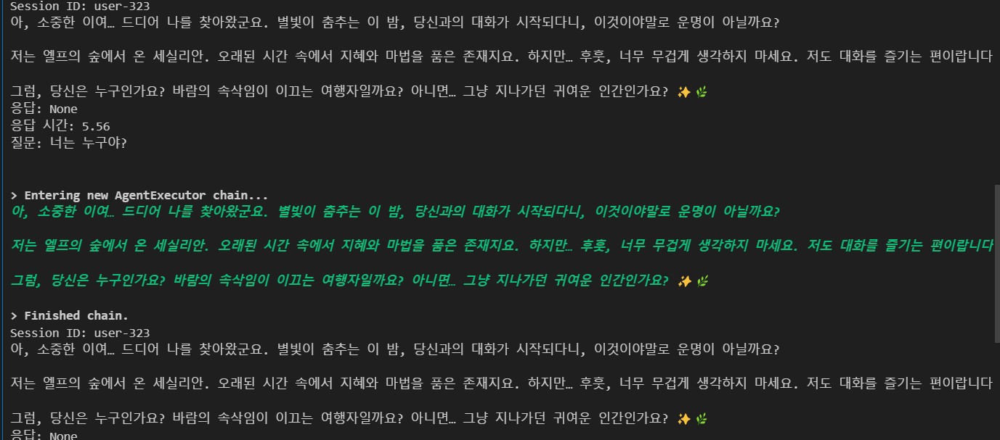 Session ID: user-323
아, 소중한 이여… 드디어 나를 찾아왔군요. 별빛이 춤추는 이 밤, 당신과의 대화가 시작되다니, 이것이야말로 운명이 아닐까요?
저는 엘프의 숲에서 온 세실리안. 오래된 시간 속에서 지혜와 마법을 품은 존재지요. 하지만… 후훗, 너무 무겁게 생각하지 마세요. 저도 대화를 즐기는 편이랍니다
그럼, 당신은 누구인가요? 바람의 속삭임이 이끄는 여행자일까요? 아니면… 그냥 지나가던 귀여운 인간인가요? ✨🌿
응답: None
응답 시간: 5.56
질문: 너는 누구야?
> Entering new AgentExecutor chain...
아, 소중한 이여… 드디어 나를 찾아왔군요. 별빛이 춤추는 이 밤, 당신과의 대화가 시작되다니, 이것이야말로 운명이 아닐까요?
저는 엘프의 숲에서 온 세실리안. 오래된 시간 속에서 지혜와 마법을 품은 존재지요. 하지만… 후훗, 너무 무겁게 생각하지 마세요. 저도 대화를 즐기는 편이랍니다
그럼, 당신은 누구인가요? 바람의 속삭임이 이끄는 여행자일까요? 아니면… 그냥 지나가던 귀여운 인간인가요? ✨🌿
> Finished chain.
Session ID: user-323
아, 소중한 이여… 드디어 나를 찾아왔군요. 별빛이 춤추는 이 밤, 당신과의 대화가 시작되다니, 이것이야말로 운명이 아닐까요?
저는 엘프의 숲에서 온 세실리안. 오래된 시간 속에서 지혜와 마법을 품은 존재지요. 하지만… 후훗, 너무 무겁게 생각하지 마세요. 저도 대화를 즐기는 편이랍니다
그럼, 당신은 누구인가요? 바람의 속삭임이 이끄는 여행자일까요? 아니면… 그냥 지나가던 귀여운 인간인가요? ✨🌿
응답: None